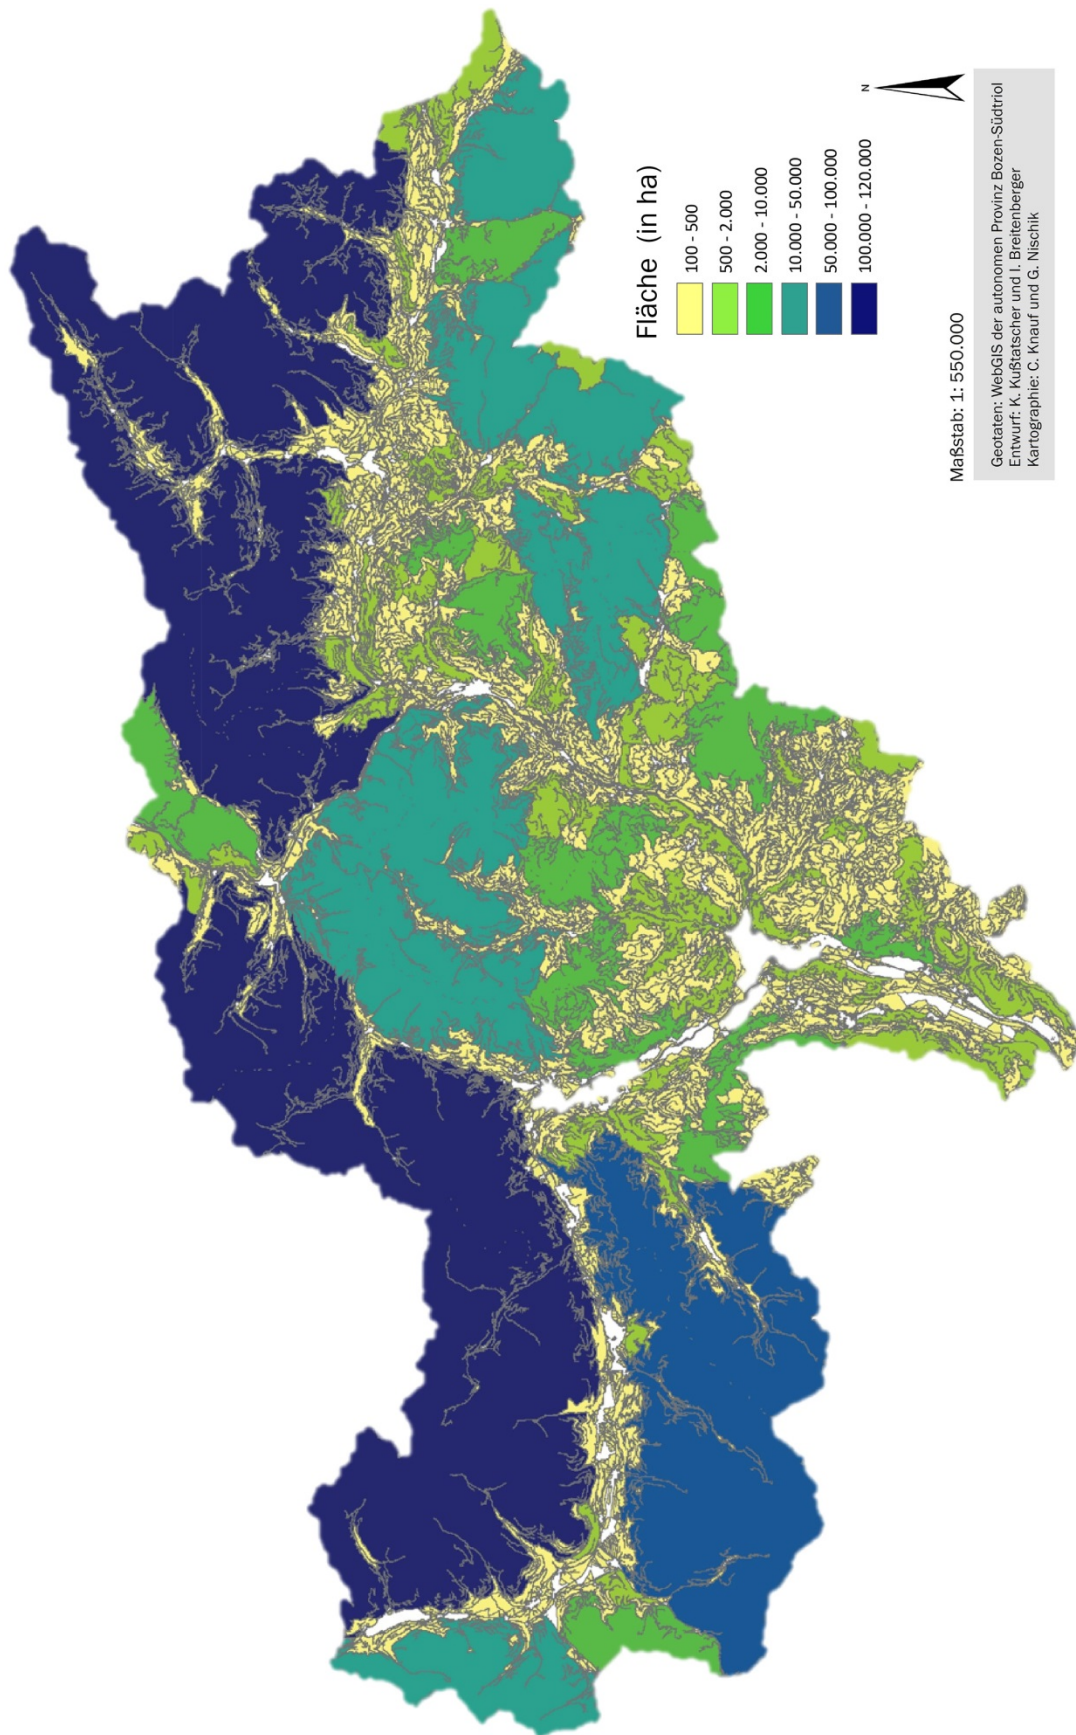 N
Fläche (in ha)
100 - 500
500 - 2.000
2.000 - 10.000
10.000 - 50.000
50.000 - 100.000
100.000 - 120.000
Maßstab: 1: 550.000
Geotaten: WebGIS der autonomen Provinz Bozen-Südtriol
Entwurf: K. Kußtatscher und I. Breitenberger
Kartographie: C. Knauf und G. Nischik